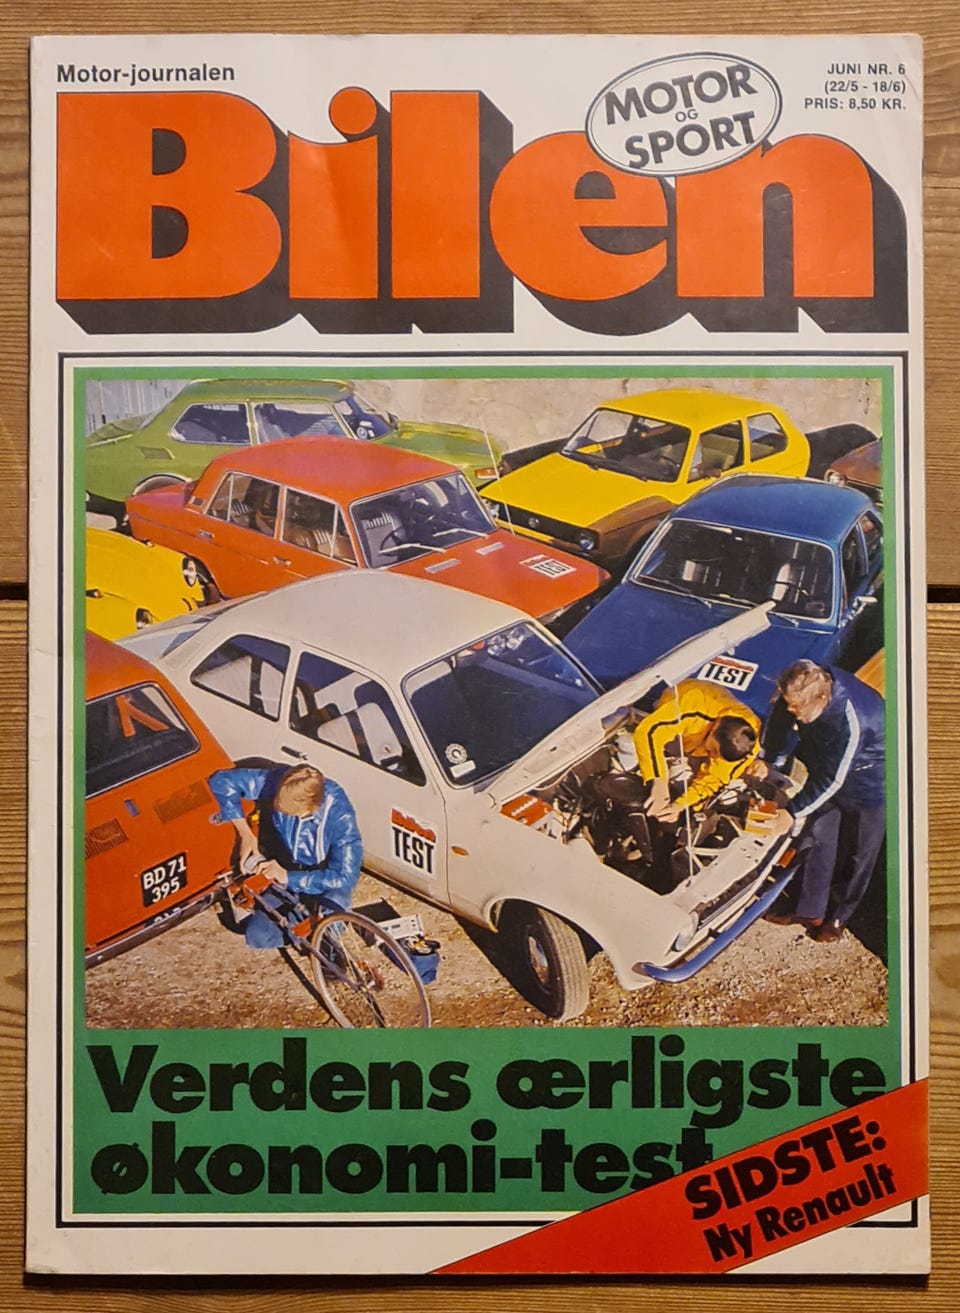 Motor-journalen
Bilen
MOTOR
OG
SPORT
JUNI NR. 6
(22/5 - 18/6)
PRIS: 8,50 KR.
TEST
TEST
TEST
BD 71
395
Verdens ærligste
økonomi-test
SIDSTE:
Ny Renault